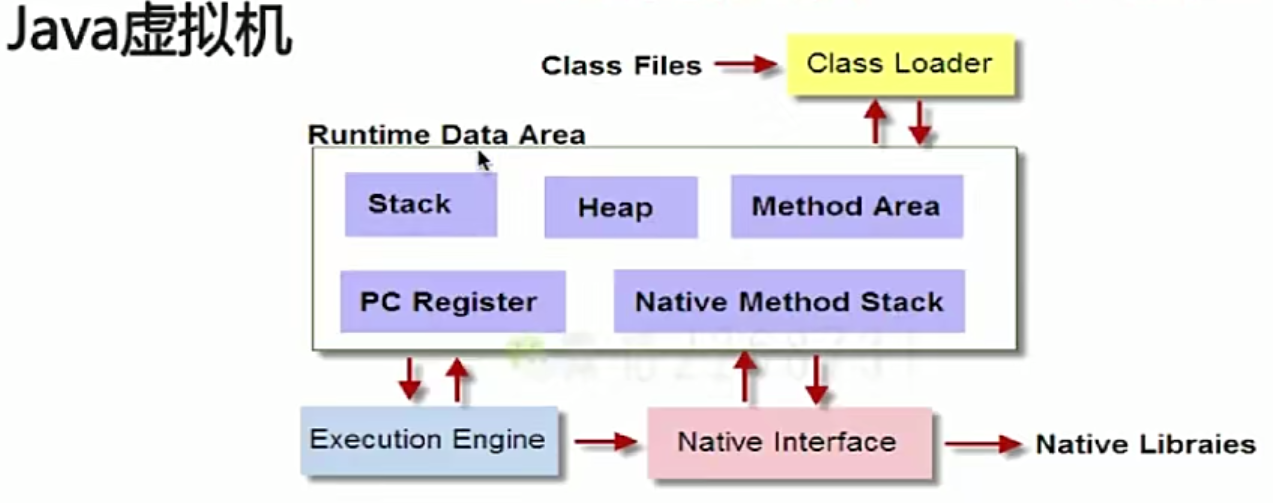 Java虚拟机
Class Files
Class Loader
Runtime Data Area
Stack
Heap
Method Area
PC Register
Native Method Stack
Execution Engine
Native Interface
Native Libraies